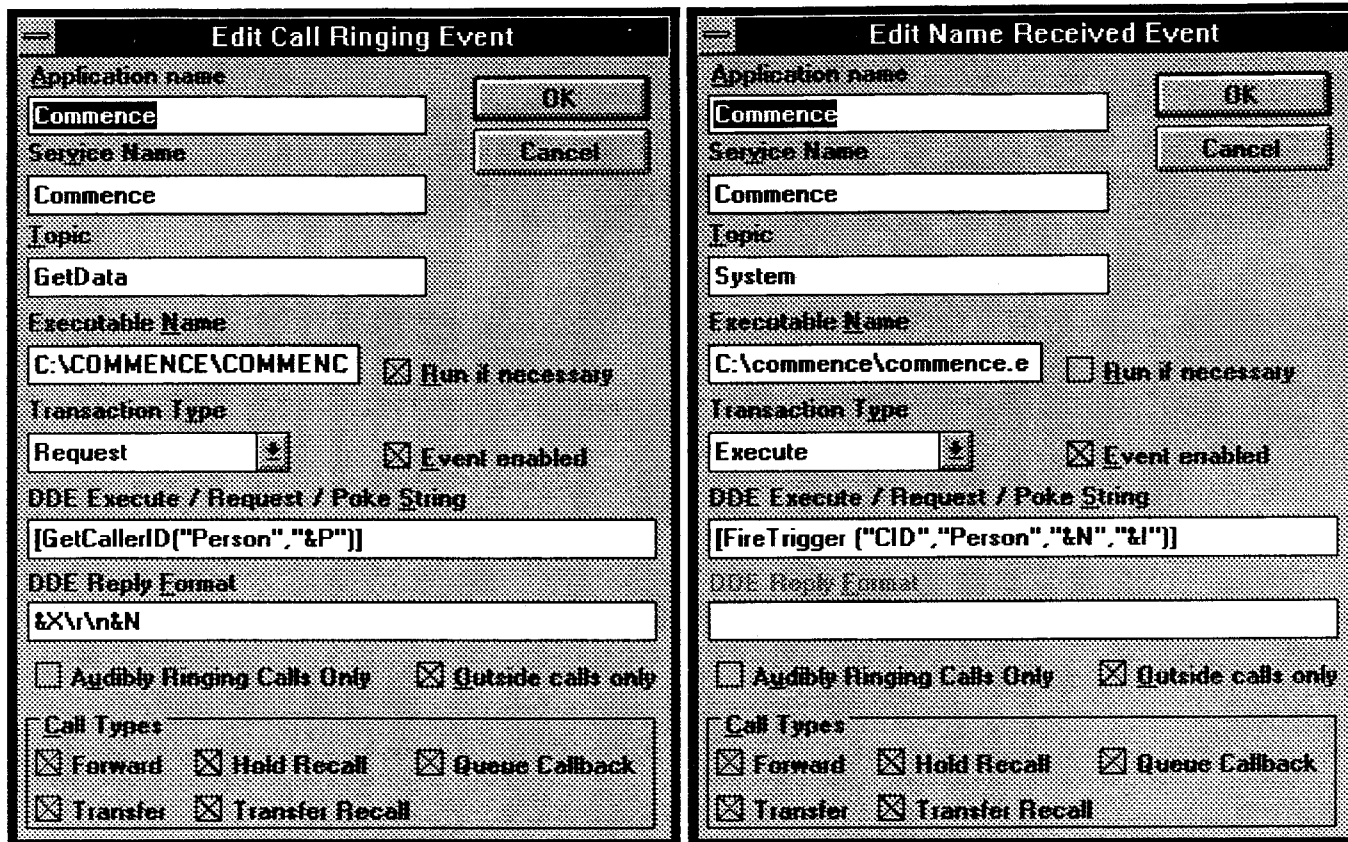 Edit Call Ringing Event
Application name
OK
Commence
Cancel
Service Name
Commence
Topic
GetData
Executable Name
C:\COMMENCE\COMMENC
Run if necessary
Transaction Type
Request
Event enabled
DDE Execute / Request / Poke String
[GetCallerID("Person","&P")]
DDE Reply Format
&X\r\n&N
Audibly Ringing Calls Only
Outside calls only
Call Types
Forward
Hold Recall
Queue Callback
Transfer
Transfer Recall
Edit Name Received Event
Application name
OK
Commence
Cancel
Service Name
Commence
Topic
System
Executable Name
C:\commence\commence.e
Run if necessary
Transaction Type
Execute
Event enabled
DDE Execute / Request / Poke String
[FireTrigger ("CID","Person","&N","&I")]
DDE Reply Format
Audibly Ringing Calls Only
Outside calls only
Call Types
Forward
Hold Recall
Queue Callback
Transfer
Transfer Recall